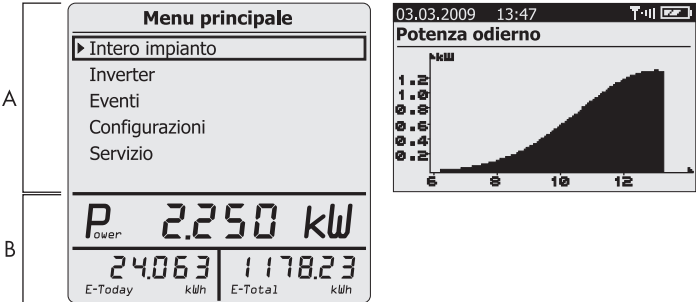 A
B
Menu principale
Intero impianto
Inverter
Eventi
Configurazioni
Servizio
Power 2.250 kW
24.063 1178.23
E-Today kWh E-Total kWh
03.03.2009 13:47
Potenza odierno
kW
1.2
1.0
0.8
0.6
0.4
0.2
6 8 10 12